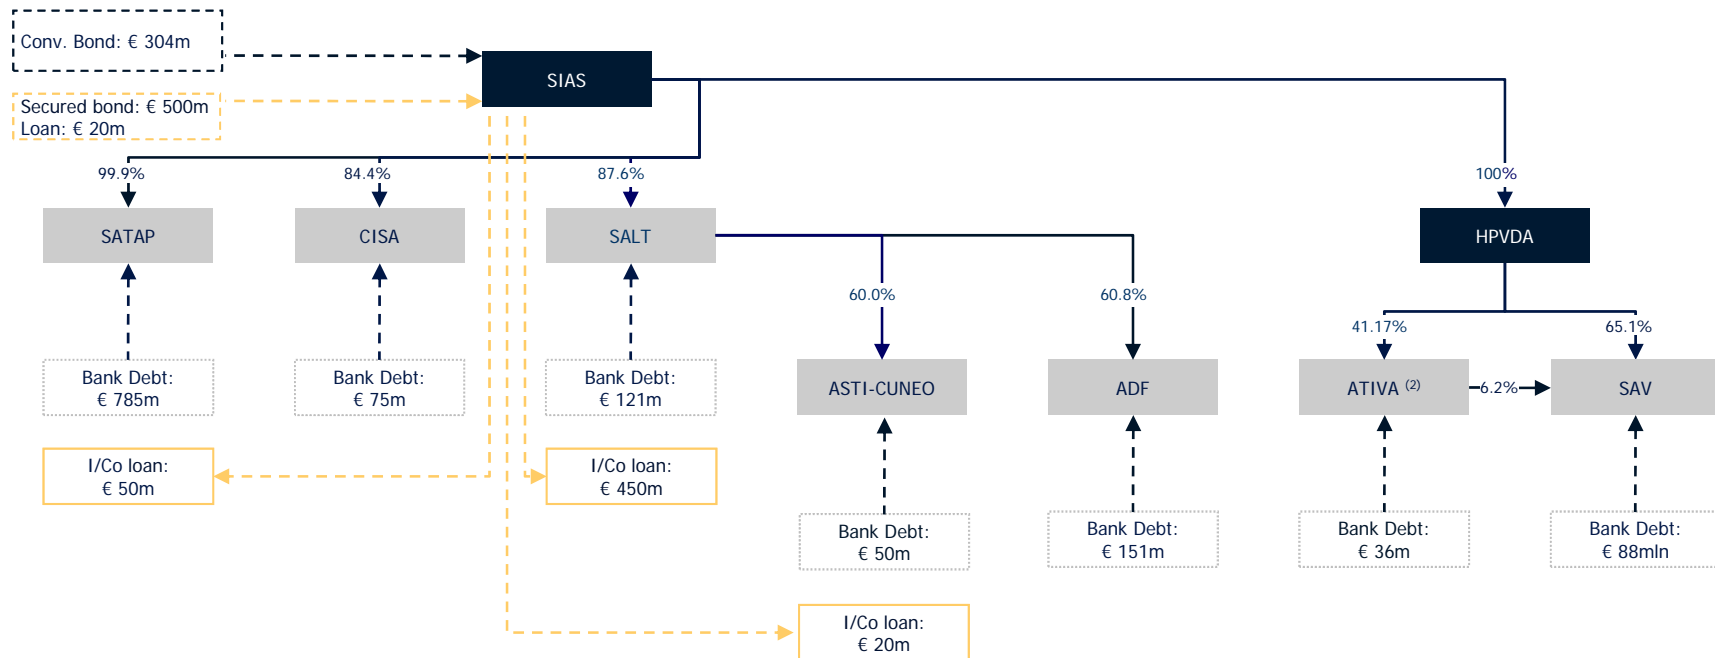 Conv. Bond: € 304m
SIAS
Secured bond: € 500m
Loan: € 20m
99.9%
84.4%
87.6%
100%
SATAP
CISA
SALT
HPVDA
60.0%
60.8%
41.17%
65.1%
Bank Debt:
€ 785m
Bank Debt:
€ 75m
Bank Debt:
€ 121m
ASTI-CUNEO
ADF
ATIVA (2)
6.2%
SAV
I/Co loan:
€ 50m
I/Co loan:
€ 450m
Bank Debt:
€ 50m
Bank Debt:
€ 151m
Bank Debt:
€ 36m
Bank Debt:
€ 88mln
I/Co loan:
€ 20m